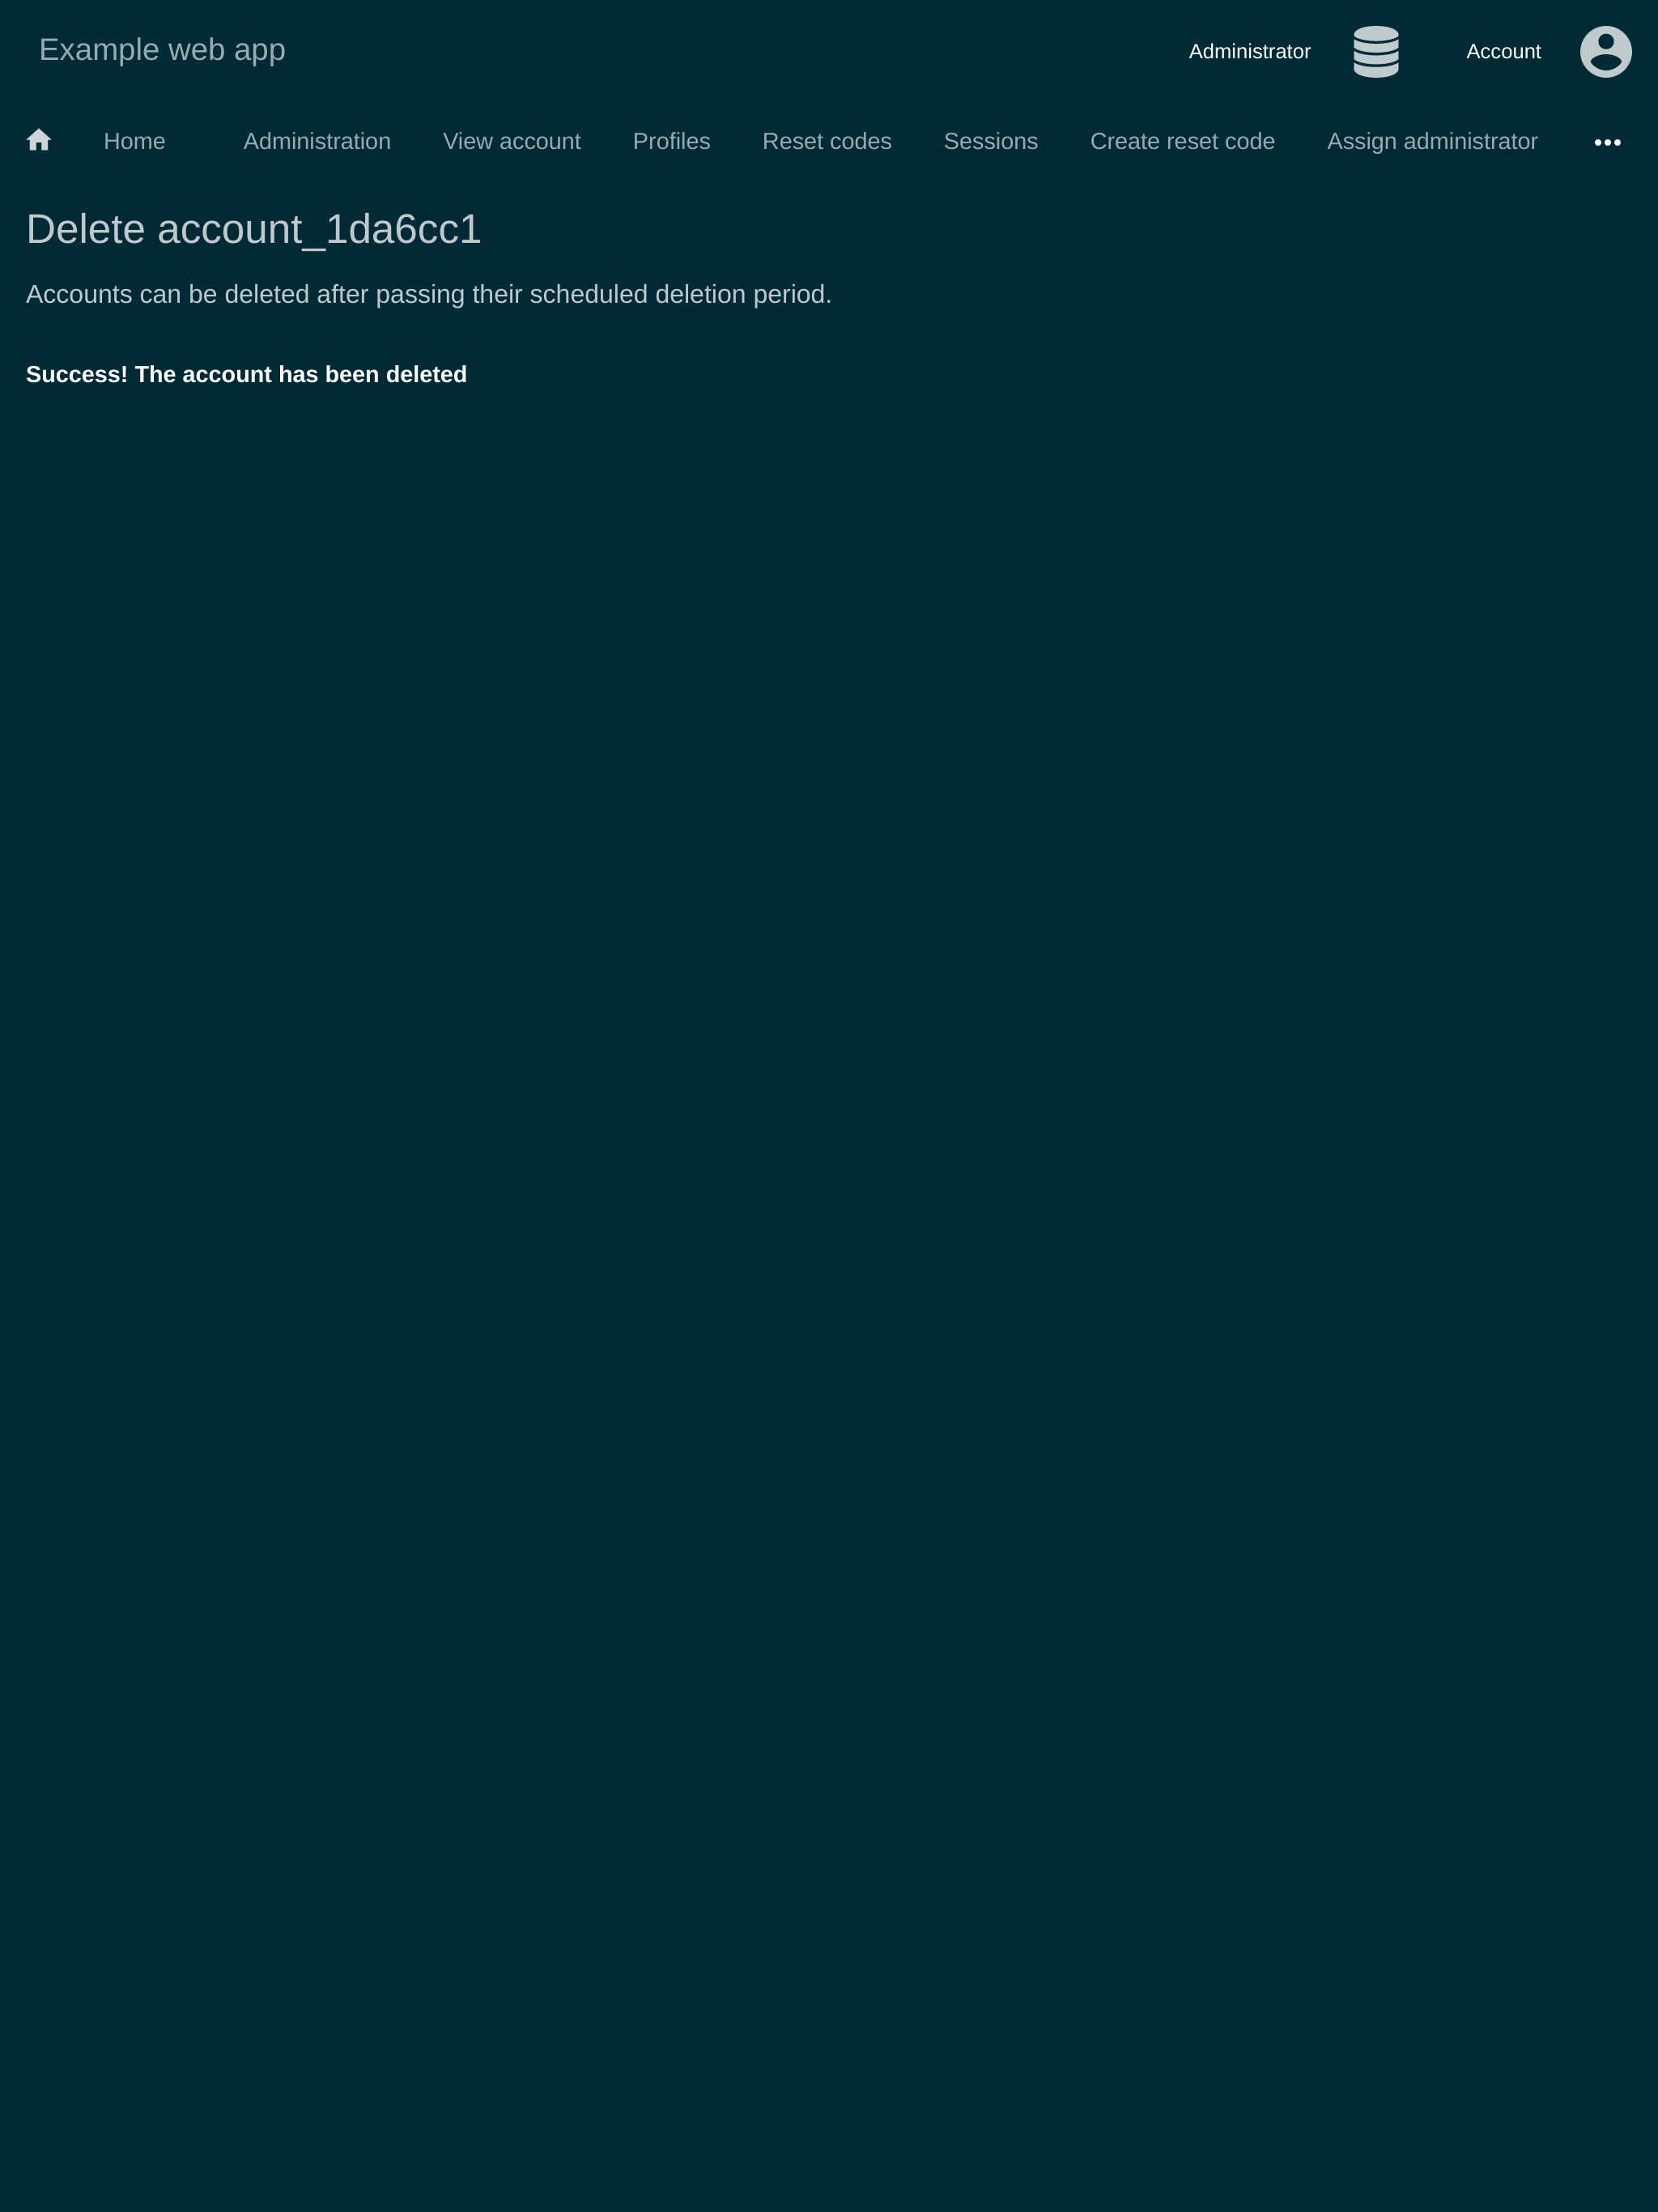 Example web app
Administrator
Account
Home
Administration
View account
Profiles
Reset codes
Sessions
Create reset code
Assign administrator
Delete account_1da6cc1
Accounts can be deleted after passing their scheduled deletion period.
Success! The account has been deleted